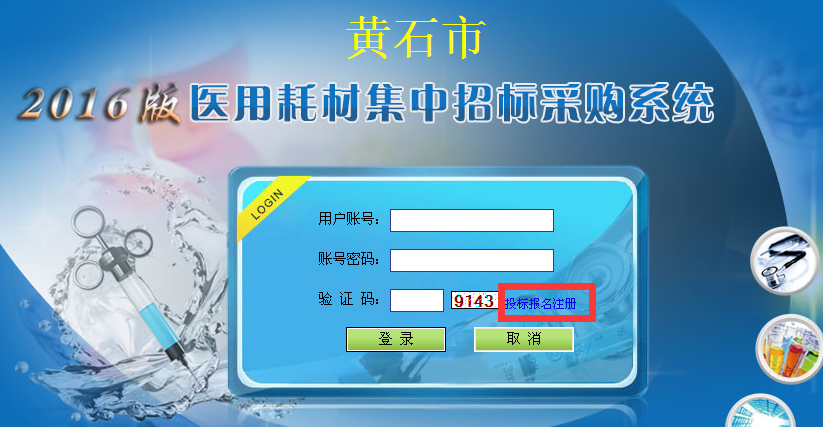 黄石市
2016版医用耗材集中招标采购系统
LOGIN
用户账号：
账号密码：
验 证 码： 9143 投标报名注册
登 录 取 消